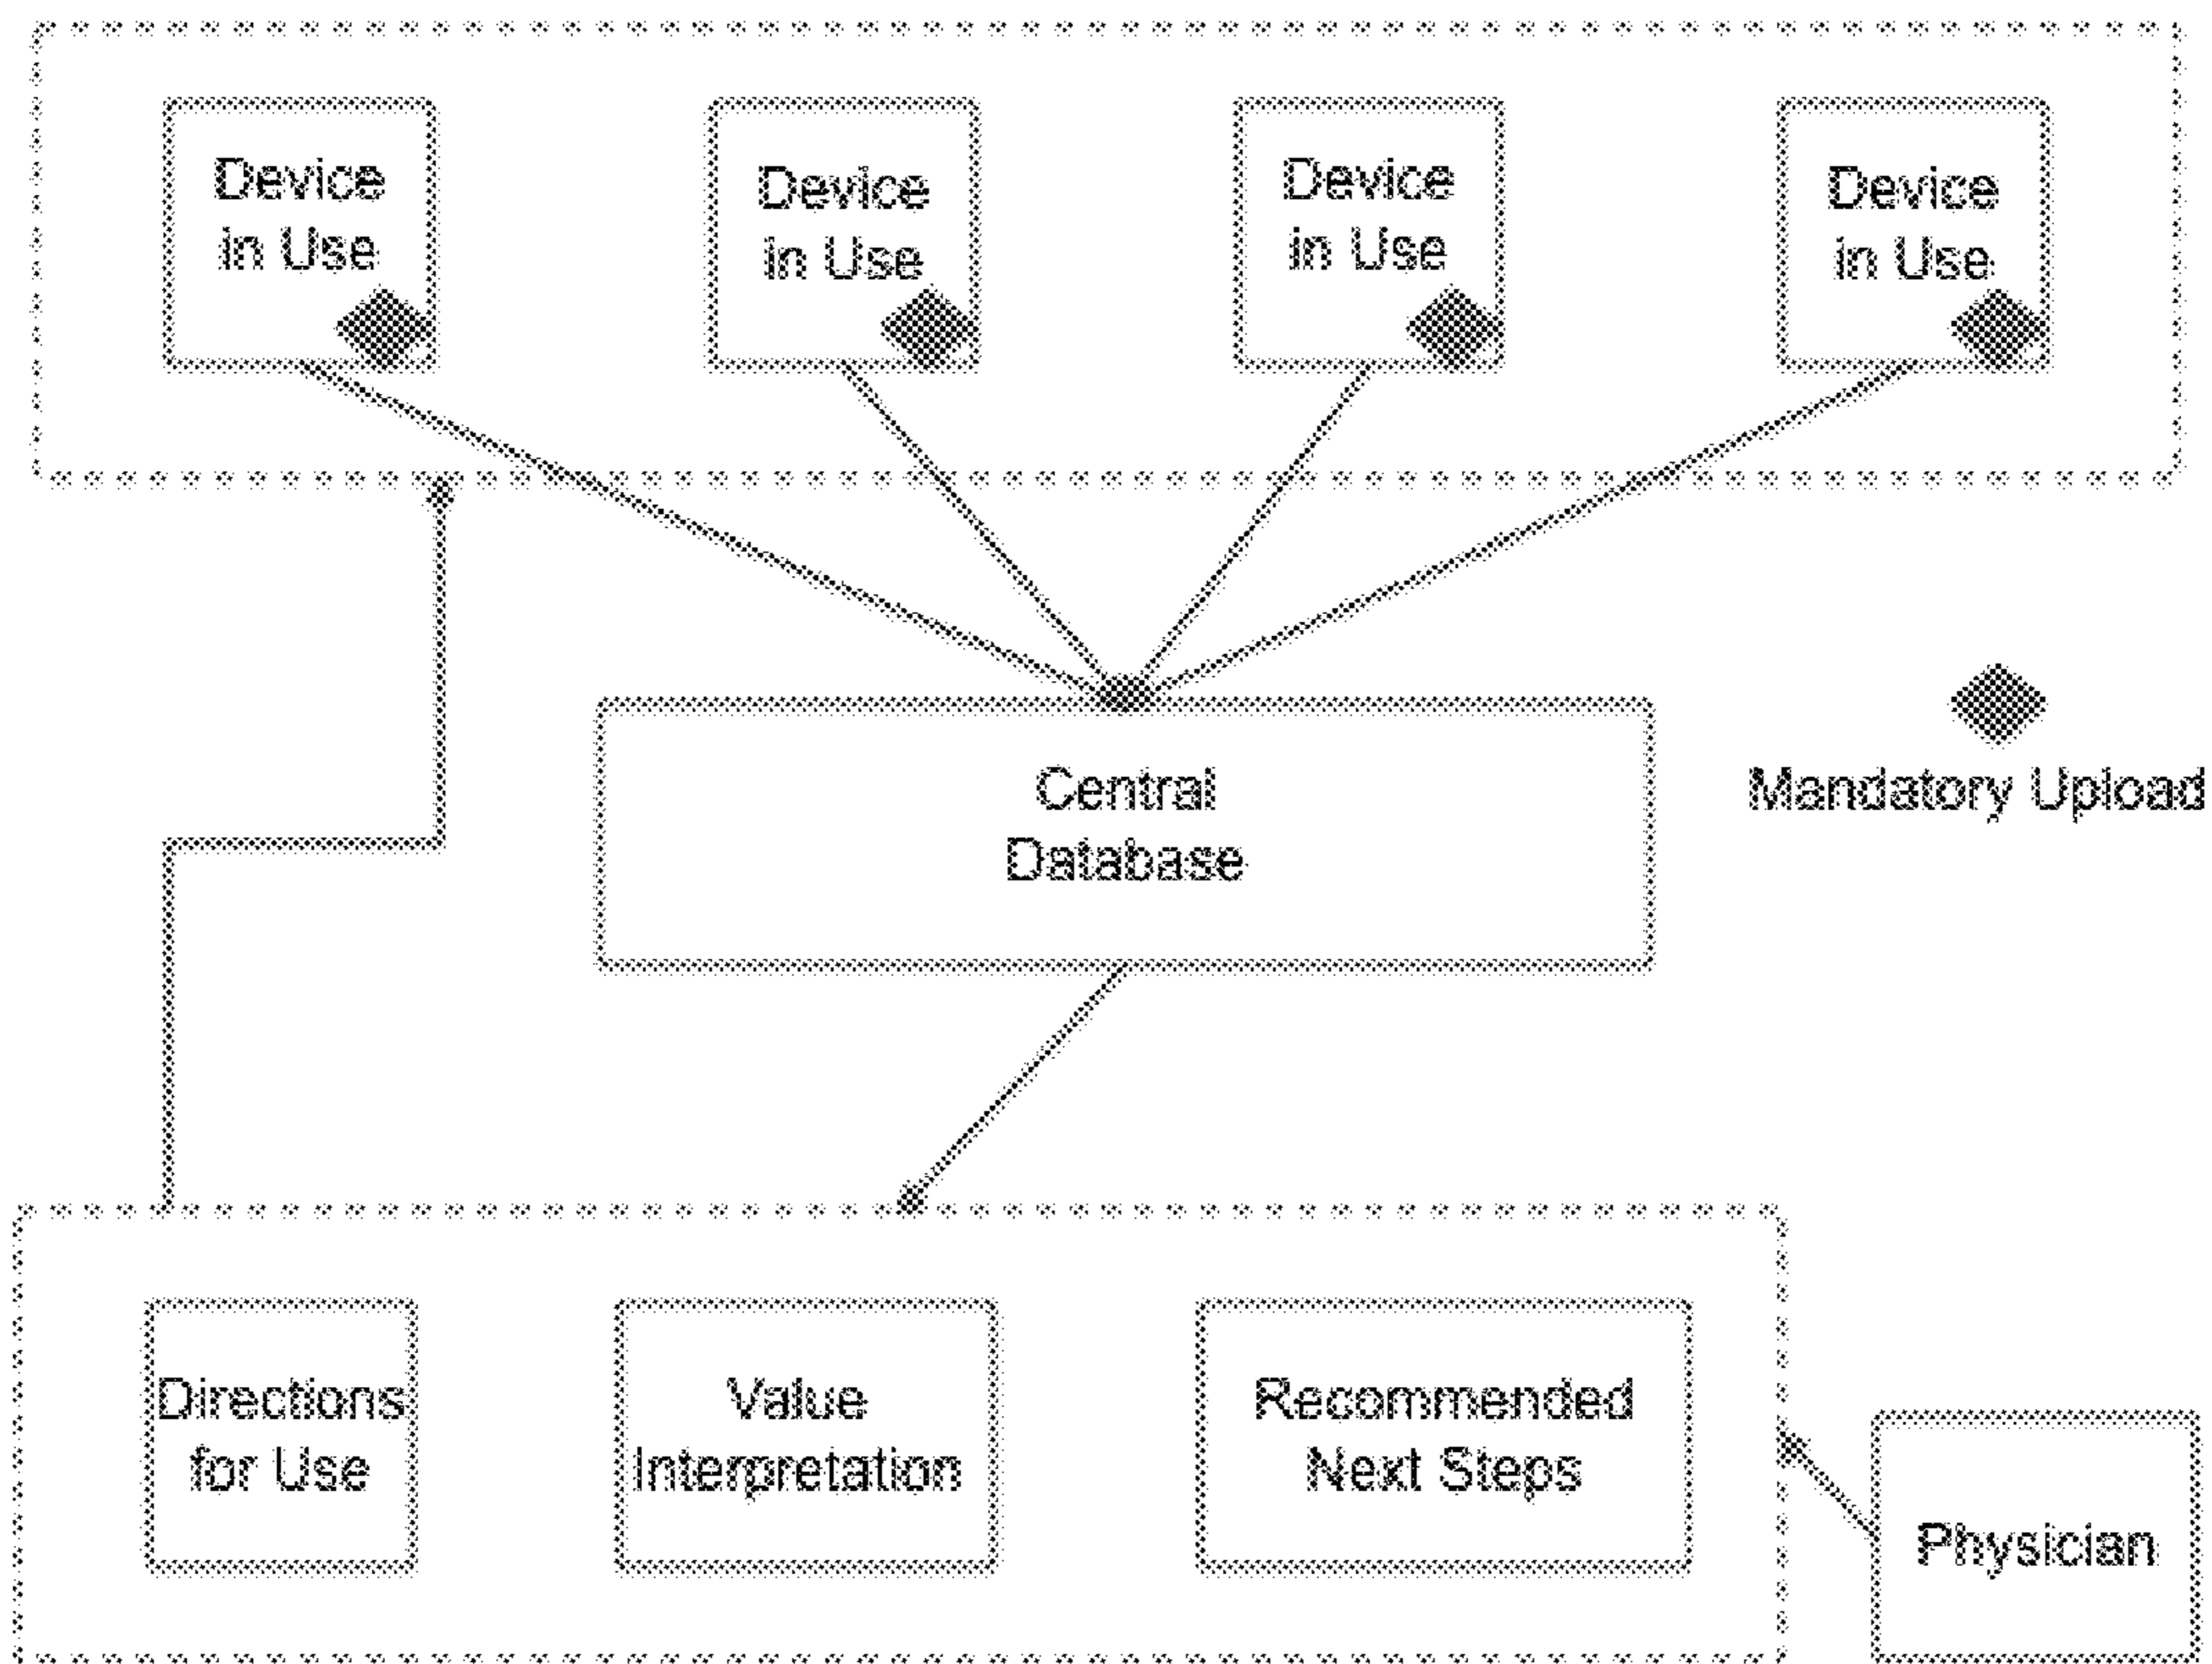 Device
in Use
Device
in Use
Device
in Use
Device
in Use
Central
Database
Mandatory Upload
Directions
for Use
Value
Interpretation
Recommended
Next Steps
Physician